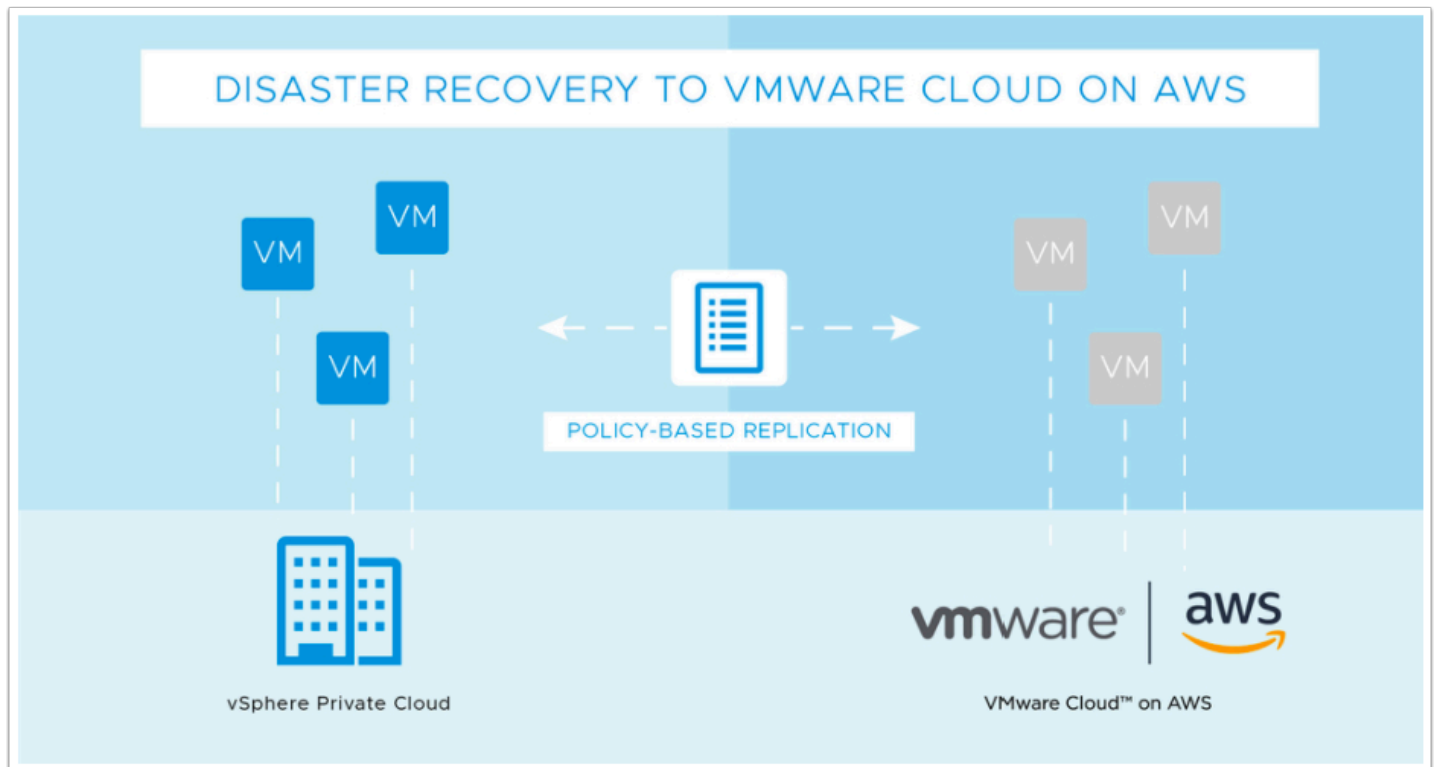 DISASTER RECOVERY TO VMWARE CLOUD ON AWS
VM
VM
VM
VM
VM
VM
POLICY-BASED REPLICATION
vmware®
aws
vSphere Private Cloud
VMware Cloud™ on AWS